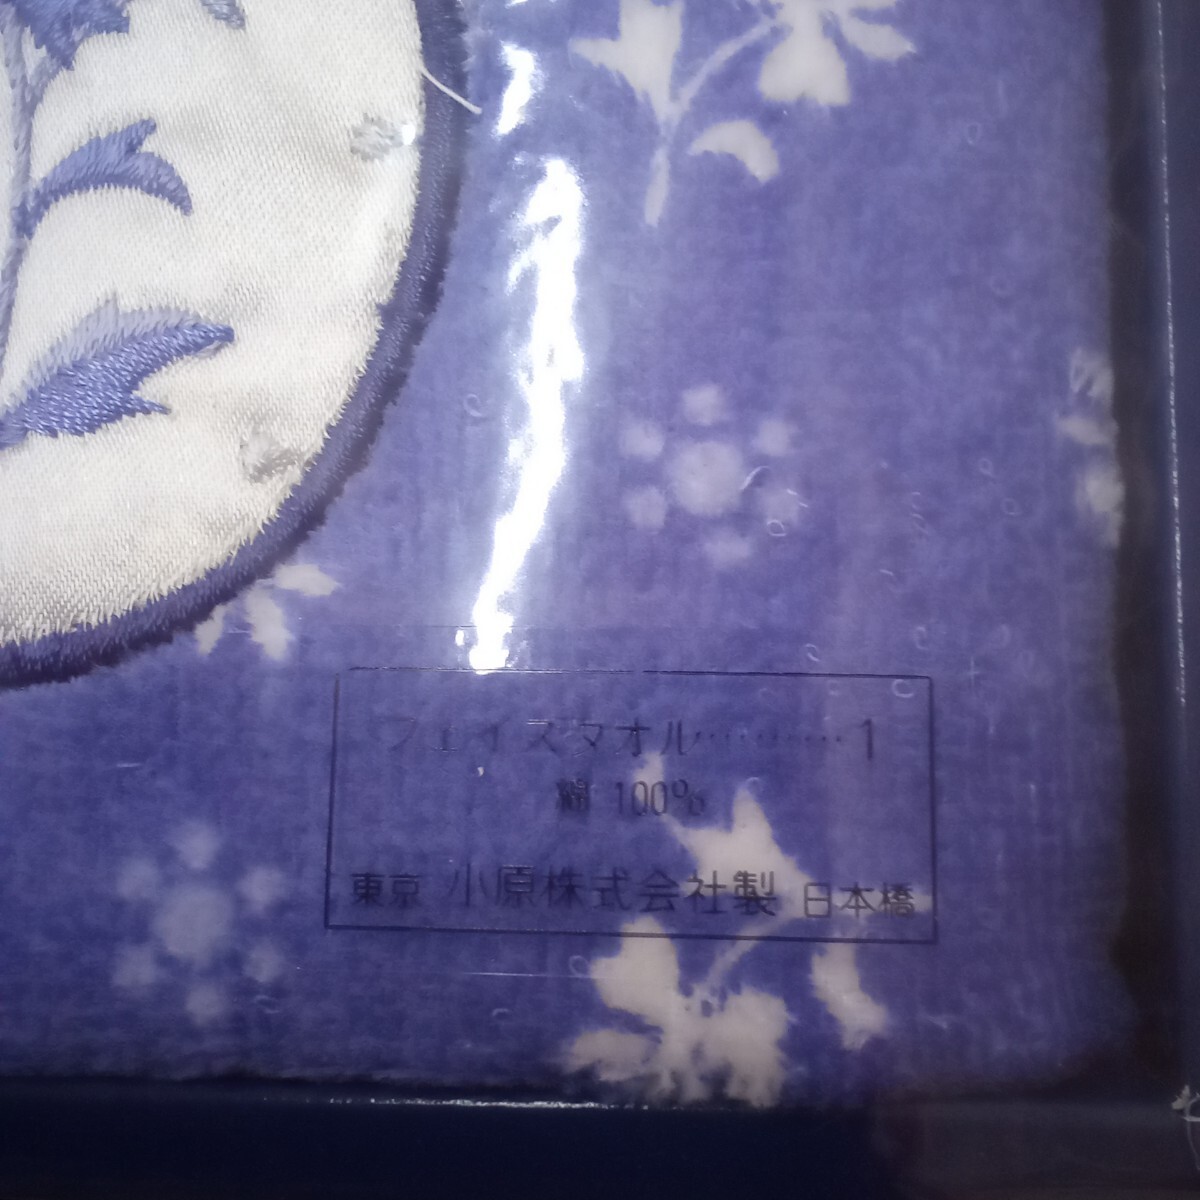 フェイスタオル‥‥‥‥‥1
綿 100%
東京 小原株式会社製 日本橋